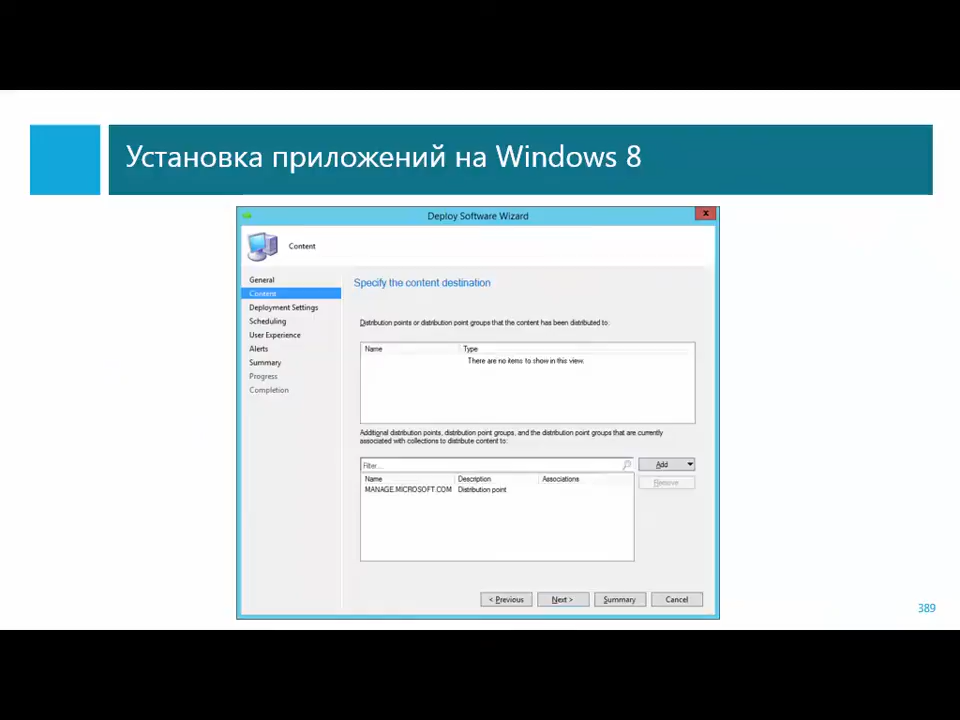 Установка приложений на Windows 8
Deploy Software Wizard
x
Content
General
Content
Deployment Settings
Scheduling
User Experience
Alerts
Summary
Progress
Completion
Specify the content destination
Distribution points or distribution point groups that the content has been distributed to:
Name Type
There are no items to show in this view.
Additional distribution points, distribution point groups, and the distribution point groups that are currently
associated with collections to distribute content to:
Filter...
Add
Name Description Associations
Remove
MANAGE.MICROSOFT.COM Distribution point
< Previous Next > Summary Cancel
389